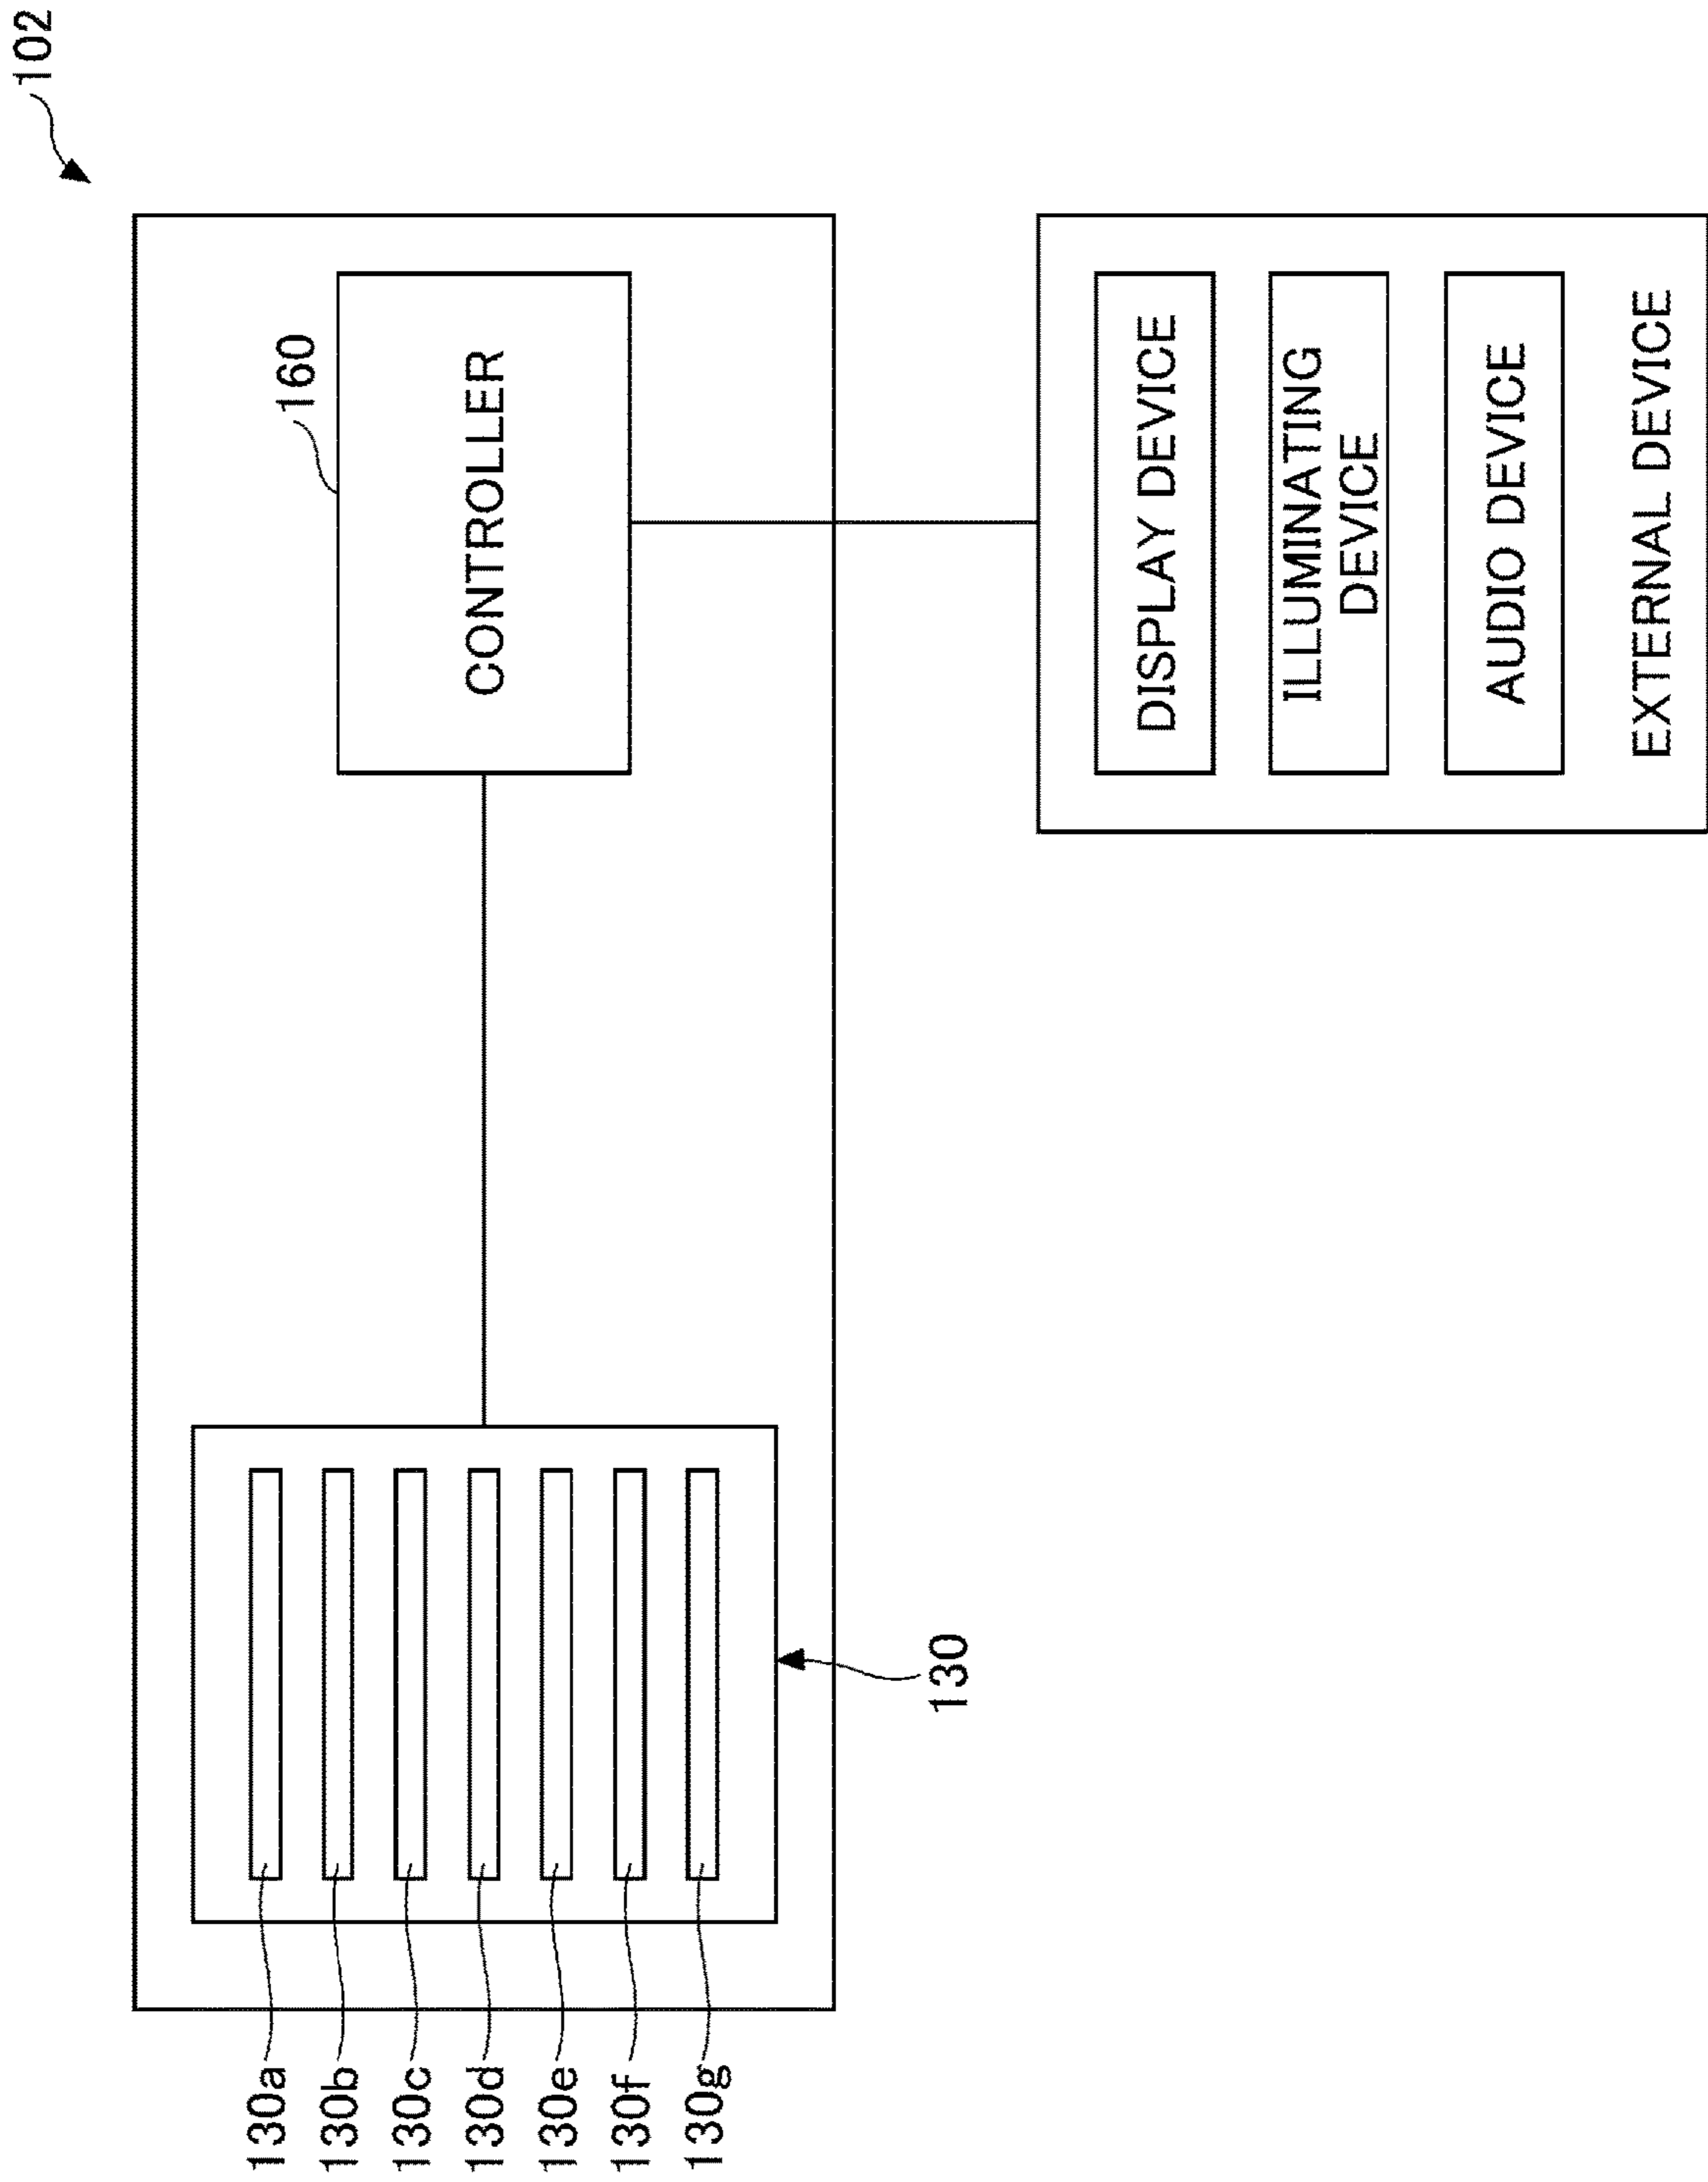 102
130a
160
130b
130c
130d
CONTROLLER
130e
130f
130g
130
DISPLAY DEVICE
ILLUMINATING
DEVICE
AUDIO DEVICE
EXTERNAL DEVICE